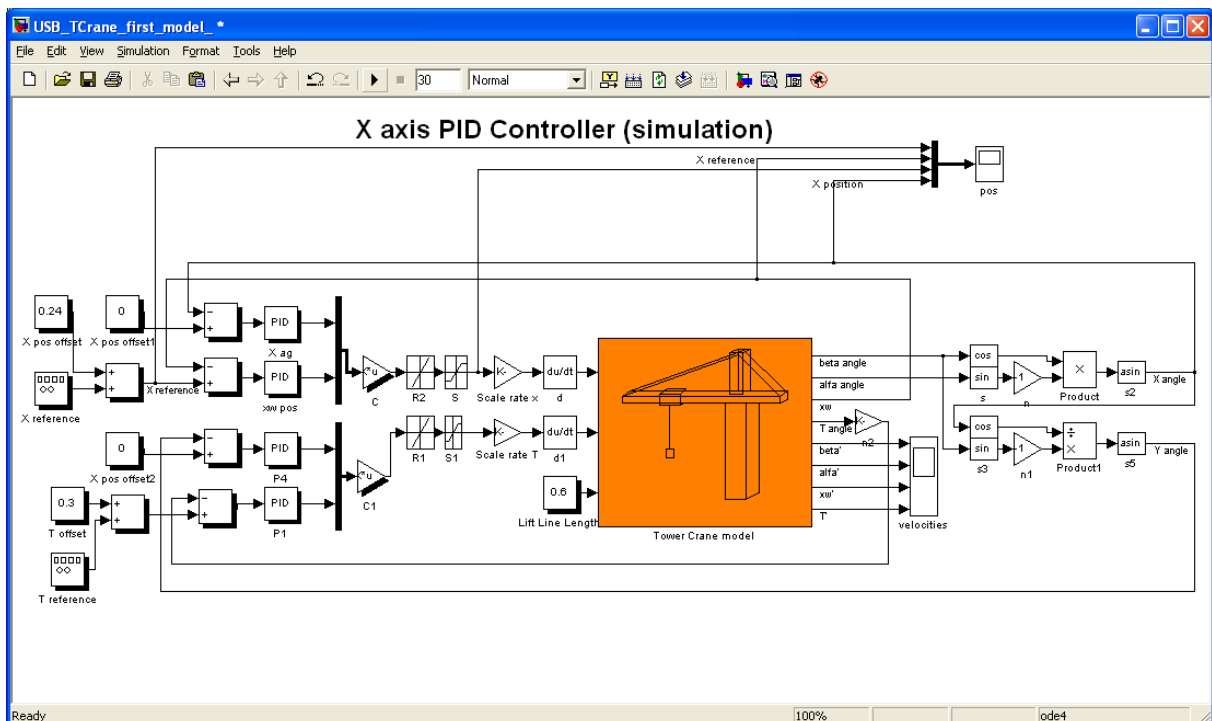 USB_TCrane_first_model_ *
File Edit View Simulation Format Tools Help
30 Normal
X axis PID Controller (simulation)
X reference
X position
pos
0.24
X pos offset
0
X pos offset1
- +
PID
X ag
- +
PID
xw pos
+ +
X reference
X reference
u
C
R2
S
K-
Scale rate x
du/dt
d
0
X pos offset2
- +
PID
P4
0.3
T offset
+ +
- +
PID
P1
T reference
u
C1
R1
S1
K-
Scale rate T
du/dt
d1
0.6
Lift Line Length
Tower Crane model
beta angle
alfa angle
xw
T angle
beta'
alfa'
xw'
T'
K-
n2
velocities
cos
sin
s
-1
n
×
Product
asin
s2
X angle
cos
sin
s3
-1
n1
÷
×
Product1
asin
s5
Y angle
Ready 100% ode4